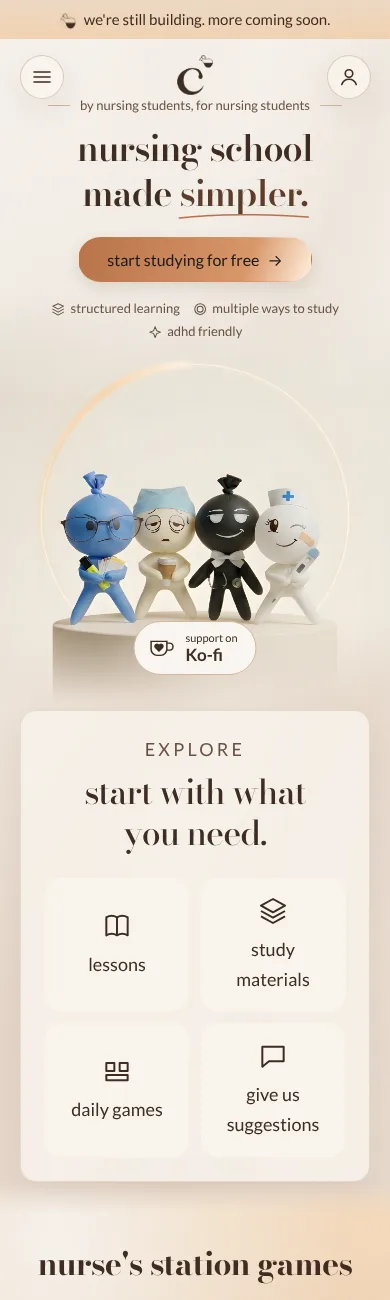 we're still building. more coming soon.
c
by nursing students, for nursing students
nursing school
made simpler.
start studying for free →
structured learning multiple ways to study
adhd friendly
support on
Ko-fi
EXPLORE
start with what
you need.
lessons
study
materials
daily games
give us
suggestions
nurse's station games